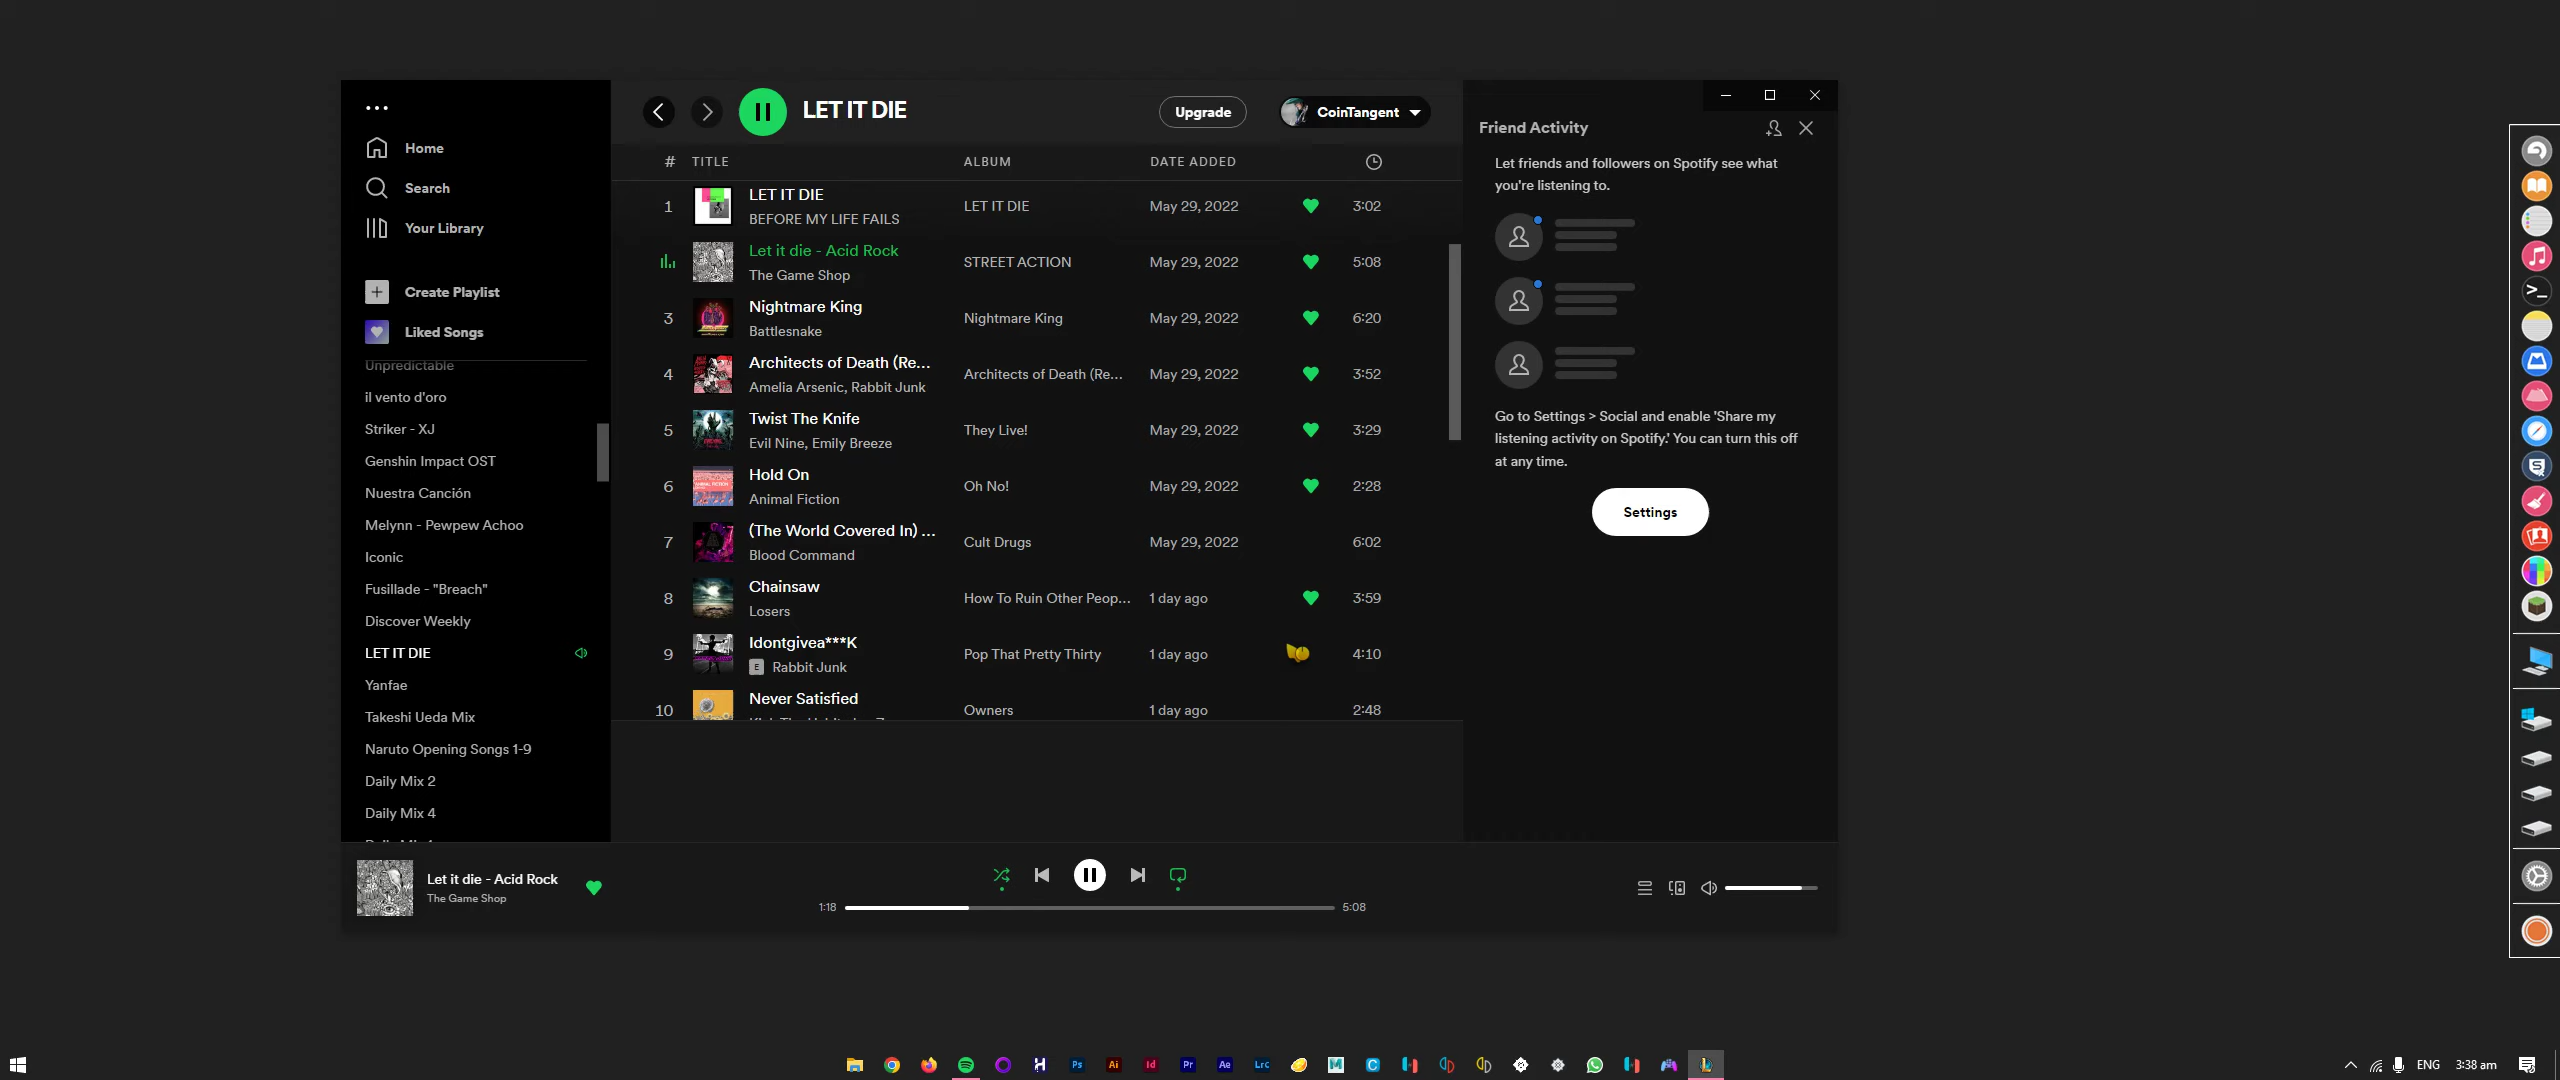 LET IT DIE
Upgrade
CoinTangent
Home
Search
Your Library
Create Playlist
Liked Songs
Unpredictable
il vento d'oro
Striker - XJ
Genshin Impact OST
Nuestra Canción
Melynn - Pewpew Achoo
Iconic
Fusillade - "Breach"
Discover Weekly
LET IT DIE
Yanfae
Takeshi Ueda Mix
Naruto Opening Songs 1-9
Daily Mix 2
Daily Mix 4
# TITLE ALBUM DATE ADDED
1 LET IT DIE LET IT DIE May 29, 2022 3:02
BEFORE MY LIFE FAILS
Let it die - Acid Rock STREET ACTION May 29, 2022 5:08
The Game Shop
3 Nightmare King Nightmare King May 29, 2022 6:20
Battlesnake
4 Architects of Death (Re... Architects of Death (Re... May 29, 2022 3:52
Amelia Arsenic, Rabbit Junk
5 Twist The Knife They Live! May 29, 2022 3:29
Evil Nine, Emily Breeze
6 Hold On Oh No! May 29, 2022 2:28
Animal Fiction
7 (The World Covered In) ... Cult Drugs May 29, 2022 6:02
Blood Command
8 Chainsaw How To Ruin Other Peop... 1 day ago 3:59
Losers
9 Idontgivea***K Pop That Pretty Thirty 1 day ago 4:10
E Rabbit Junk
10 Never Satisfied Owners 1 day ago 2:48
Friend Activity
Let friends and followers on Spotify see what
you're listening to.
Go to Settings > Social and enable 'Share my
listening activity on Spotify.' You can turn this off
at any time.
Settings
Let it die - Acid Rock
The Game Shop
1:18
5:08
Ps
Ai
Id
Pr
Ae
Lrc
M
C
ENG
3:38 am